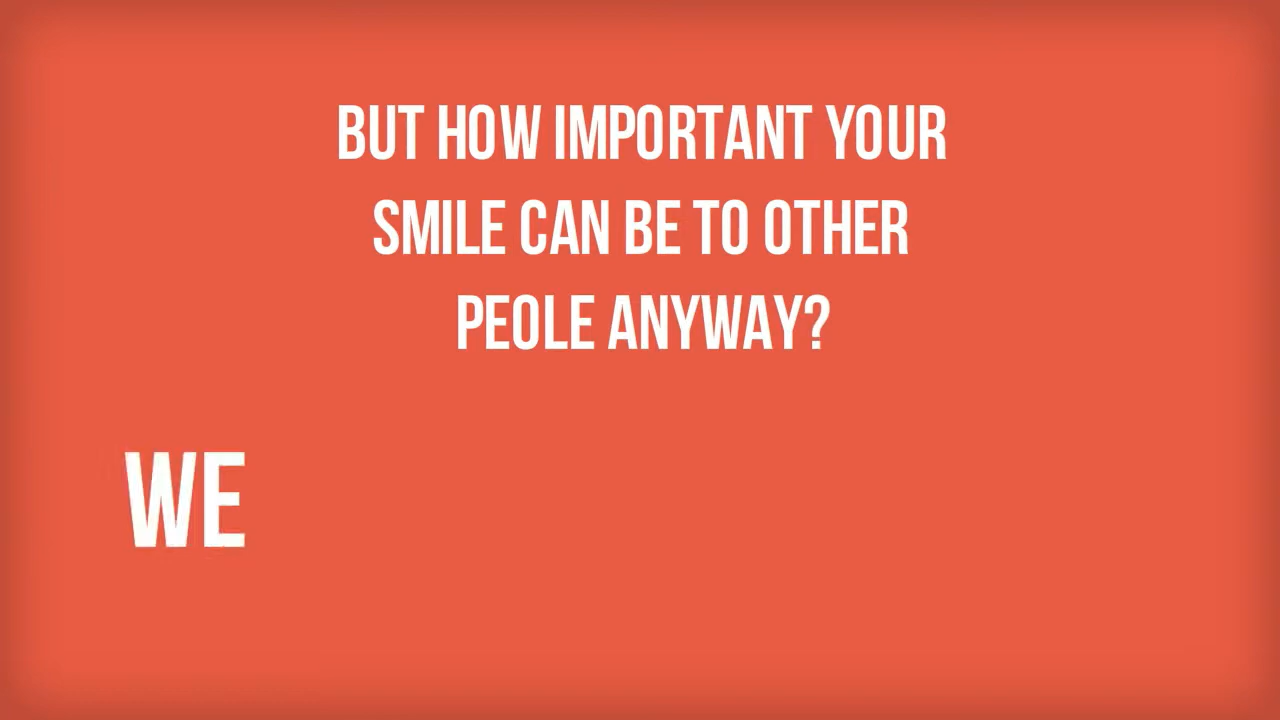 BUT HOW IMPORTANT YOUR
SMILE CAN BE TO OTHER
PEOLE ANYWAY?
WE